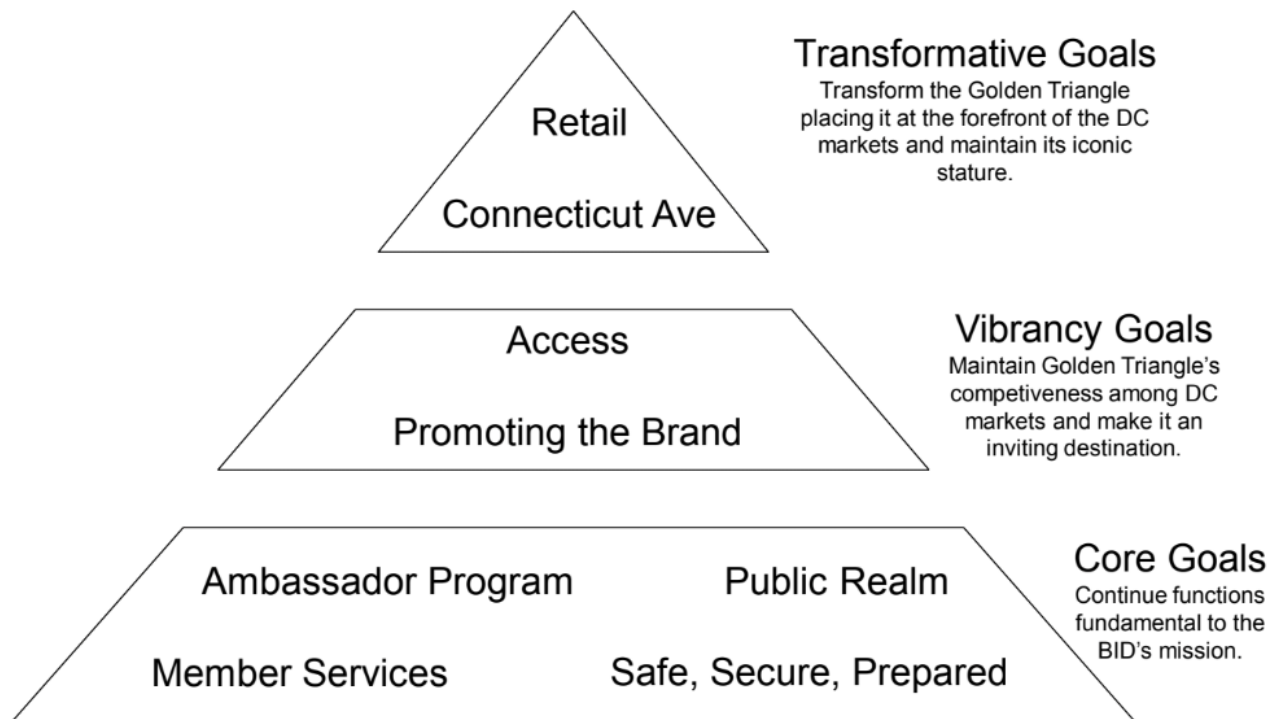 Retail
Connecticut Ave
Transformative Goals
Transform the Golden Triangle
placing it at the forefront of the DC
markets and maintain its iconic
stature.
Access
Promoting the Brand
Vibrancy Goals
Maintain Golden Triangle's
competiveness among DC
markets and make it an
inviting destination.
Ambassador Program
Public Realm
Member Services
Safe, Secure, Prepared
Core Goals
Continue functions
fundamental to the
BID's mission.